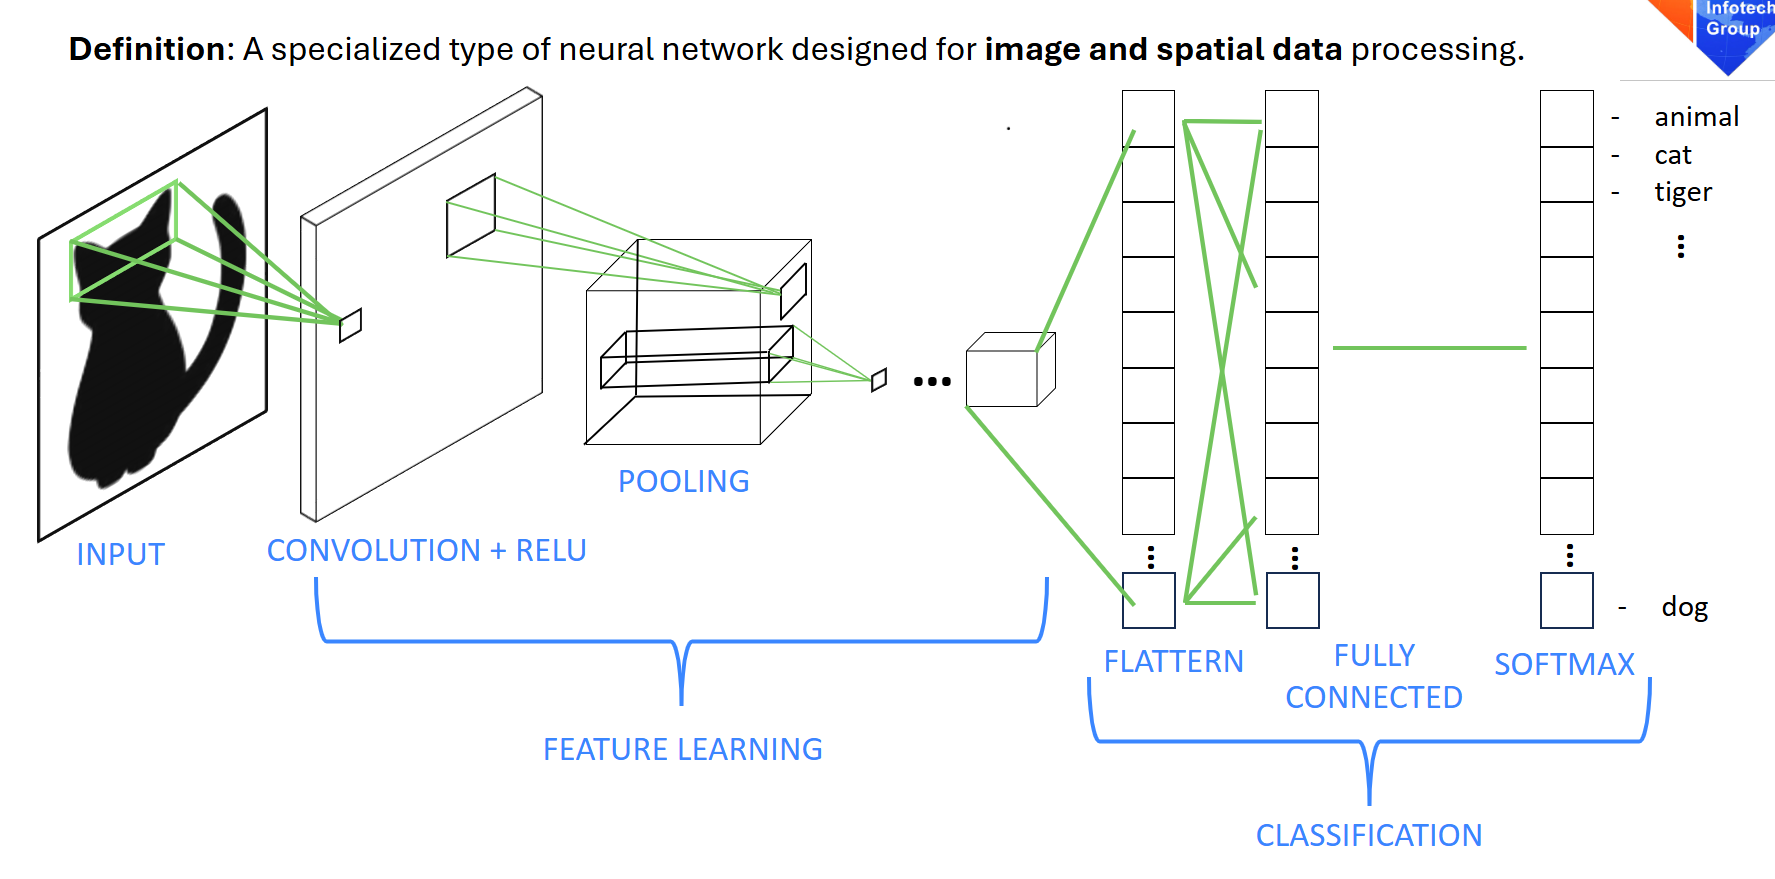 Infotech
Group
Definition: A specialized type of neural network designed for image and spatial data processing.
- animal
- cat
- tiger
POOLING
INPUT
CONVOLUTION + RELU
- dog
FLATTERN
FULLY
CONNECTED
SOFTMAX
FEATURE LEARNING
CLASSIFICATION